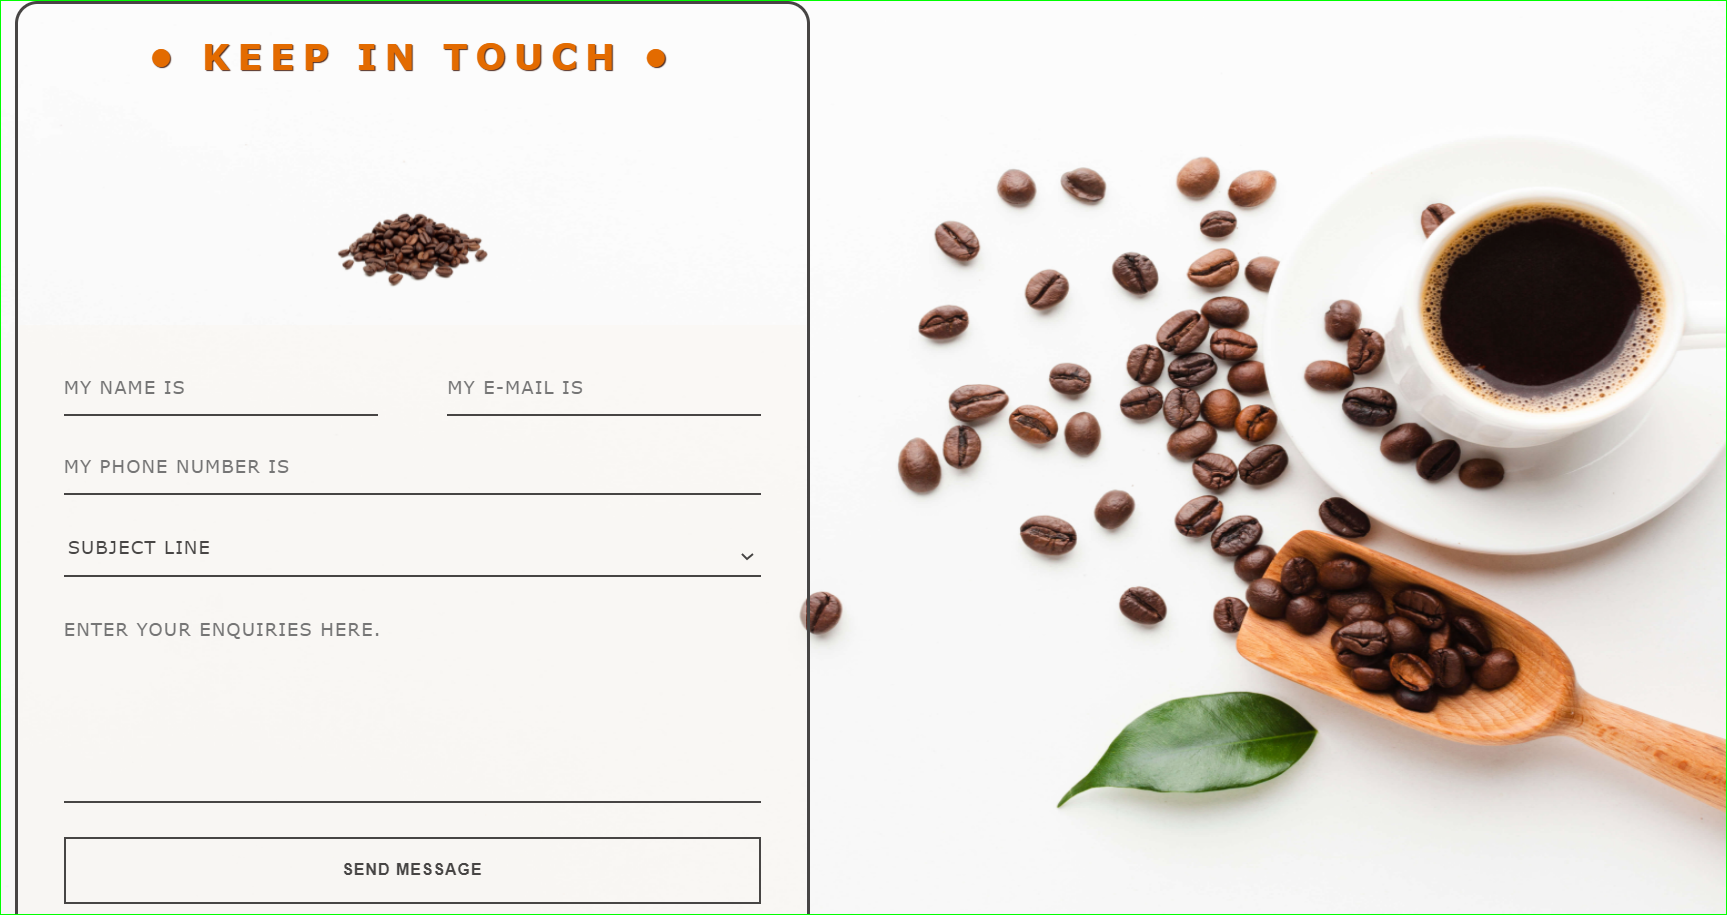 • KEEP IN TOUCH •
MY NAME IS
MY E-MAIL IS
MY PHONE NUMBER IS
SUBJECT LINE
ENTER YOUR ENQUIRIES HERE.
SEND MESSAGE